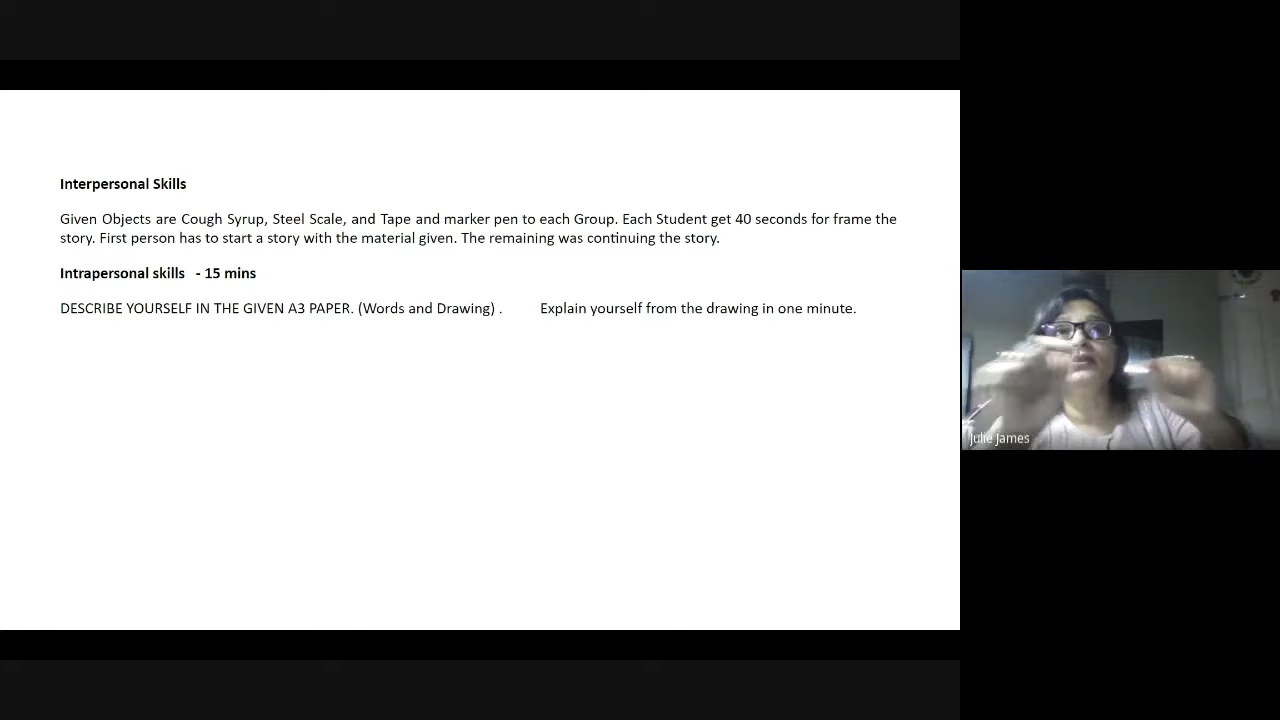 Interpersonal Skills
Given Objects are Cough Syrup, Steel Scale, and Tape and marker pen to each Group. Each Student get 40 seconds for frame the
story. First person has to start a story with the material given. The remaining was continuing the story.
Intrapersonal skills - 15 mins
DESCRIBE YOURSELF IN THE GIVEN A3 PAPER. (Words and Drawing) . Explain yourself from the drawing in one minute.
Julie James